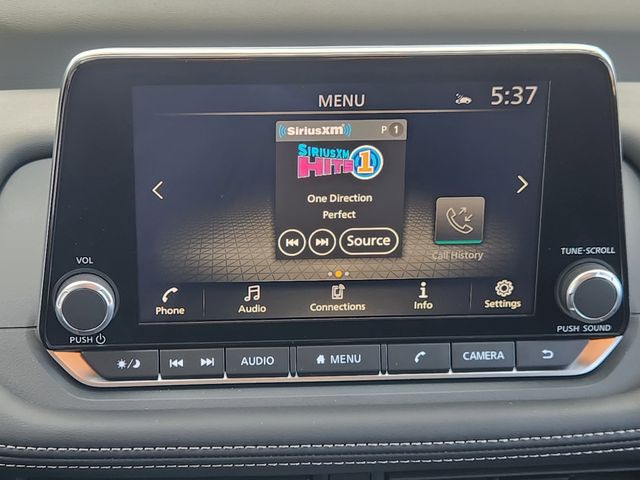 MENU
5:37
SiriusXM
P 1
SIRIUSXM
HITS 1
One Direction
Perfect
Source
Call History
VOL
TUNE-SCROLL
Phone
Audio
Connections
Info
Settings
PUSH
PUSH SOUND
AUDIO
MENU
CAMERA